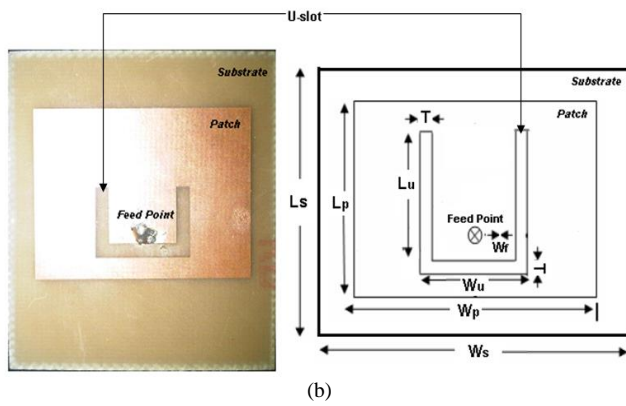 U-slot
Substrate
Patch
Feed Point
Substrate
Patch
T
Lu
Ls
Lp
Feed Point
Wf
T
Wu
Wp
Ws
(b)